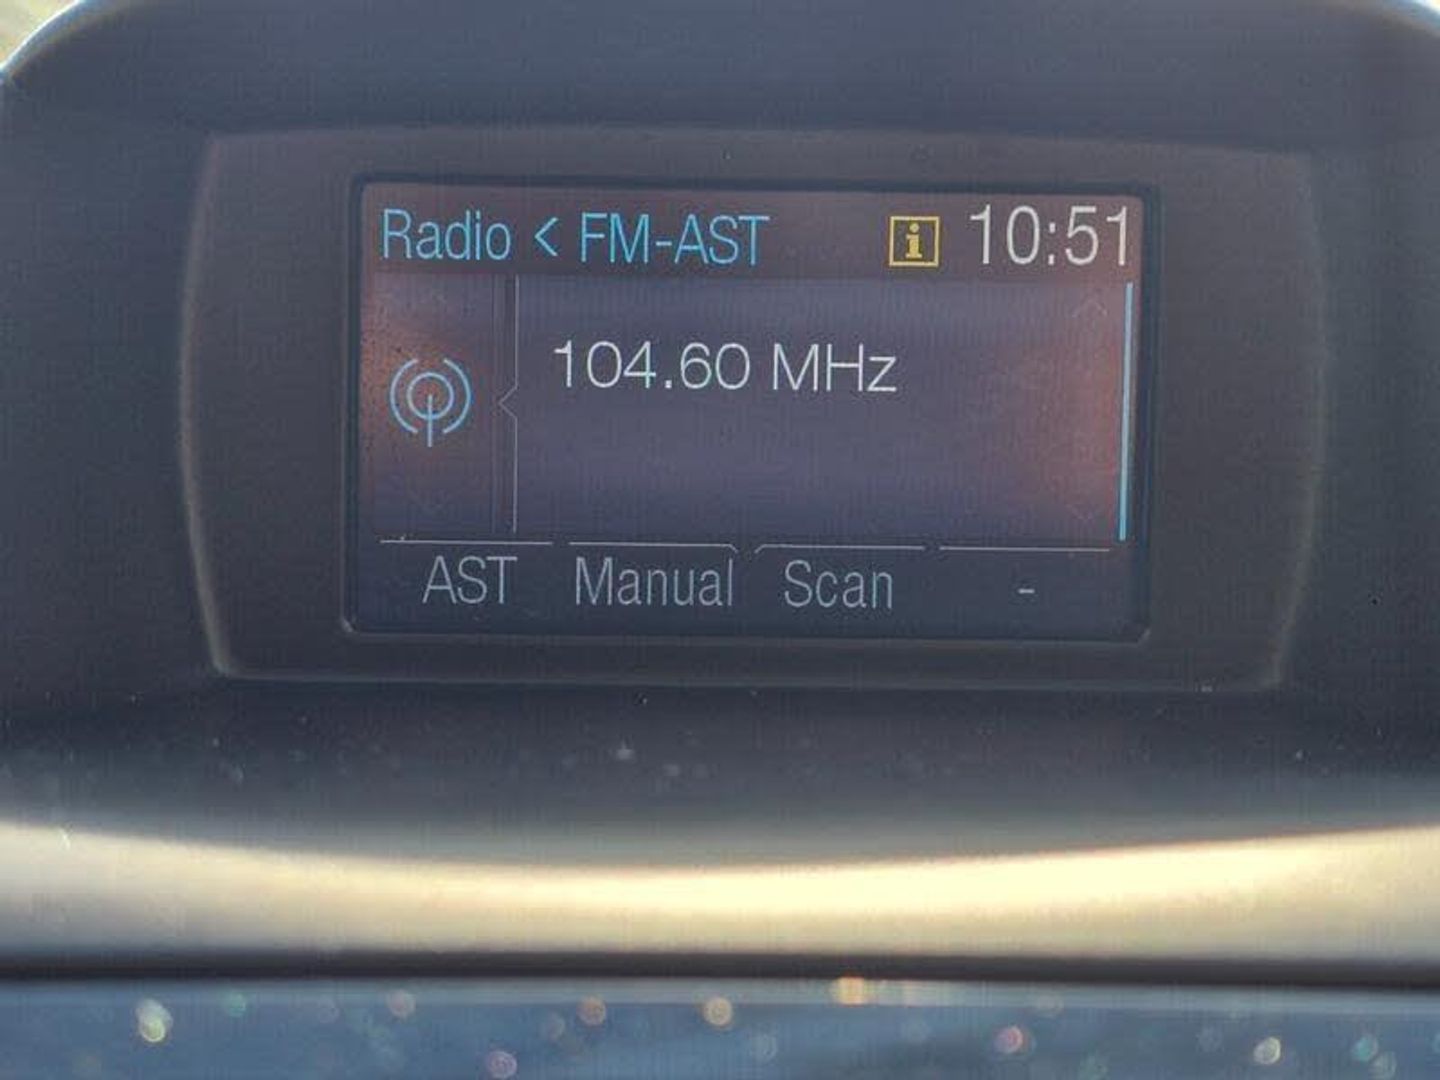 Radio < FM-AST i 10:51
104.60 MHz
AST Manual Scan -